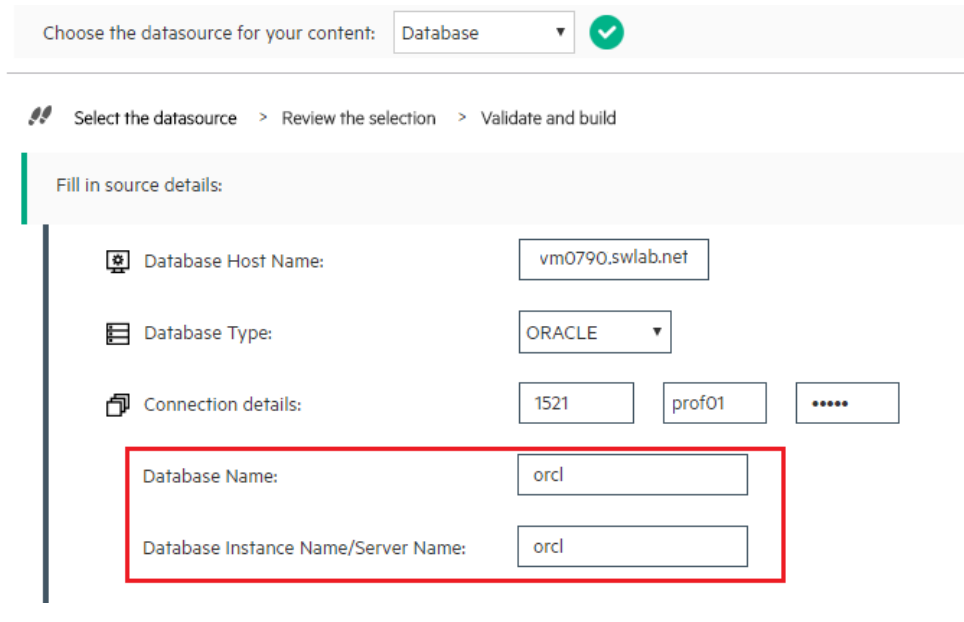 Choose the datasource for your content: Database
Select the datasource > Review the selection > Validate and build
Fill in source details:
Database Host Name: vm0790.swlab.net
Database Type: ORACLE
Connection details: 1521 prof01 •••••
Database Name: orcl
Database Instance Name/Server Name: orcl